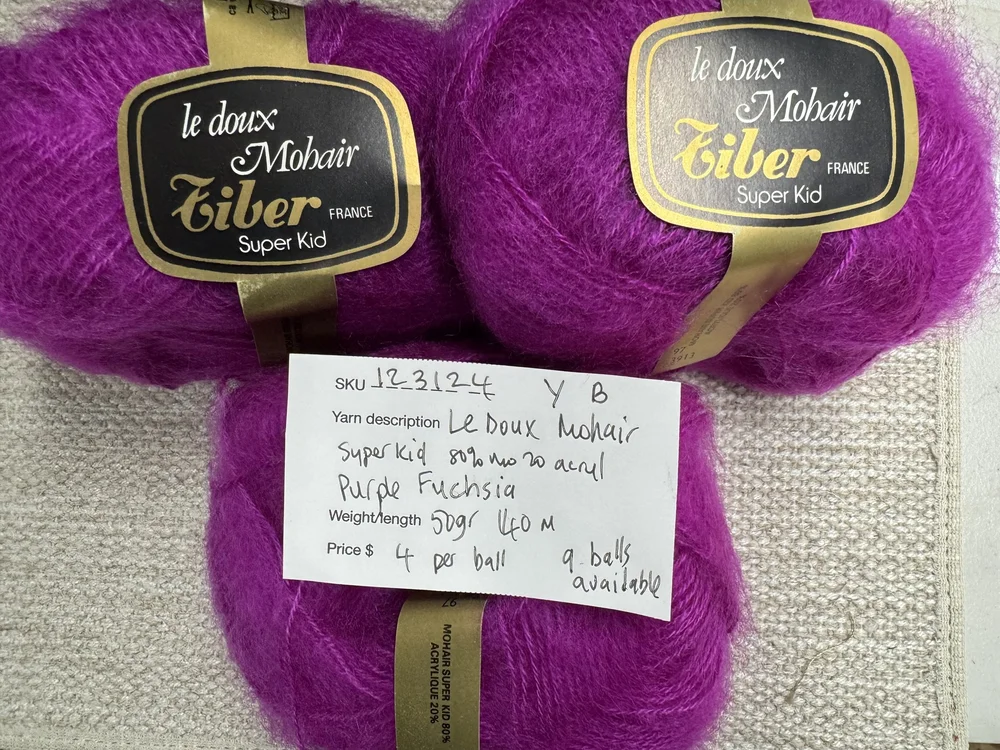 le doux
Mohair
Tiber FRANCE
Super Kid
le doux
Mohair
Tiber FRANCE
Super Kid
SKU 123124 Y B
Yarn description Le Doux Mohair
Super Kid 80% mo 20 acryl
Purple Fuchsia
Weight/length 50gr 140 M
Price $ 4 per ball 9 balls
available
MOHAIR SUPER KID 80%
ACRYLIQUE 20%